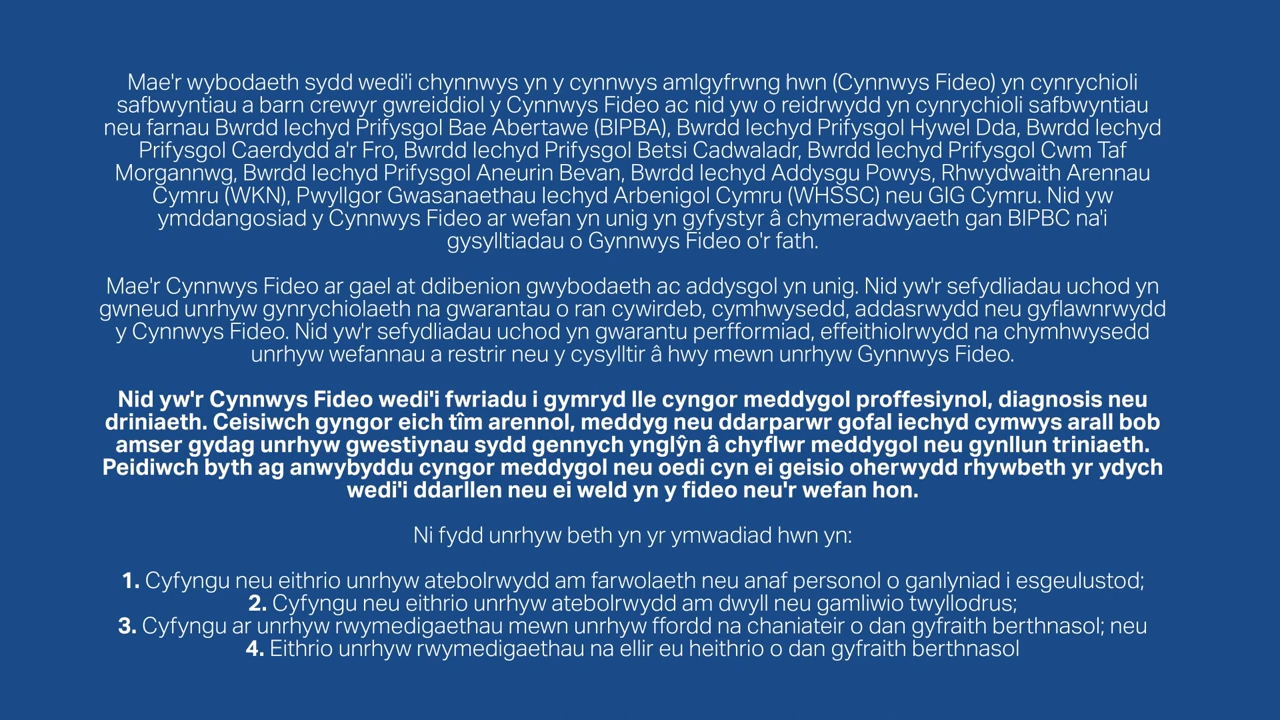 Mae'r wybodaeth sydd wedi'i chynnwys yn y cynnwys amlgyfrwng hwn (Cynnwys Fideo) yn cynrychioli
safbwyntiau a barn crewyr gwreiddiol y Cynnwys Fideo ac nid yw o reidrwydd yn cynrychioli safbwyntiau
neu farnau Bwrdd Iechyd Prifysgol Bae Abertawe (BIPBA), Bwrdd Iechyd Prifysgol Hywel Dda, Bwrdd Iechyd
Prifysgol Caerdydd a'r Fro, Bwrdd Iechyd Prifysgol Betsi Cadwaladr, Bwrdd Iechyd Prifysgol Cwm Taf
Morgannwg, Bwrdd Iechyd Prifysgol Aneurin Bevan, Bwrdd Iechyd Addysgu Powys, Rhwydwaith Arennau
Cymru (WKN), Pwyllgor Gwasanaethau Iechyd Arbenigol Cymru (WHSSC) neu GIG Cymru. Nid yw
ymddangosiad y Cynnwys Fideo ar wefan yn unig yn gyfystyr â chymeradwyaeth gan BIPBC na'i
gysylltiadau o Gynnwys Fideo o'r fath.
Mae'r Cynnwys Fideo ar gael at ddibenion gwybodaeth ac addysgol yn unig. Nid yw'r sefydliadau uchod yn
gwneud unrhyw gynrychiolaeth na gwarantau o ran cywirdeb, cymhwysedd, addasrwydd neu gyflawnrwydd
y Cynnwys Fideo. Nid yw'r sefydliadau uchod yn gwarantu perfformiad, effeithiolrwydd na chymhwysedd
unrhyw wefannau a restrir neu y cysylltir â hwy mewn unrhyw Gynnwys Fideo.
Nid yw'r Cynnwys Fideo wedi'i fwriadu i gymryd lle cyngor meddygol proffesiynol, diagnosis neu
driniaeth. Ceisiwch gyngor eich tîm arennol, meddyg neu ddarparwr gofal iechyd cymwys arall bob
amser gydag unrhyw gwestiynau sydd gennych ynglŷn â chyflwr meddygol neu gynllun triniaeth.
Peidiwch byth ag anwybyddu cyngor meddygol neu oedi cyn ei geisio oherwydd rhywbeth yr ydych
wedi'i ddarllen neu ei weld yn y fideo neu'r wefan hon.
Ni fydd unrhyw beth yn yr ymwadiad hwn yn:
1. Cyfyngu neu eithrio unrhyw atebolrwydd am farwolaeth neu anaf personol o ganlyniad i esgeulustod;
2. Cyfyngu neu eithrio unrhyw atebolrwydd am dwyll neu gamliwio twyllodrus;
3. Cyfyngu ar unrhyw rwymedigaethau mewn unrhyw ffordd na chaniateir o dan gyfraith berthnasol; neu
4. Eithrio unrhyw rwymedigaethau na ellir eu heithrio o dan gyfraith berthnasol